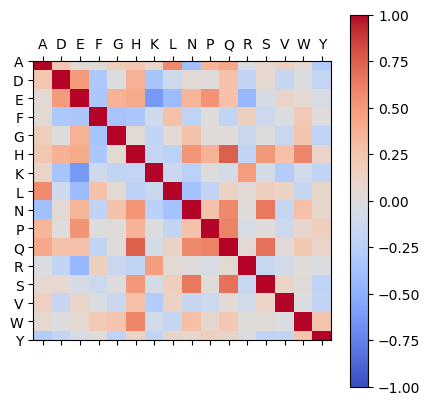 A D E F G H K L N P Q R S V W Y
A
D
E
F
G
H
K
L
N
P
Q
R
S
V
W
Y
1.00
0.75
0.50
0.25
0.00
−0.25
−0.50
−0.75
−1.00